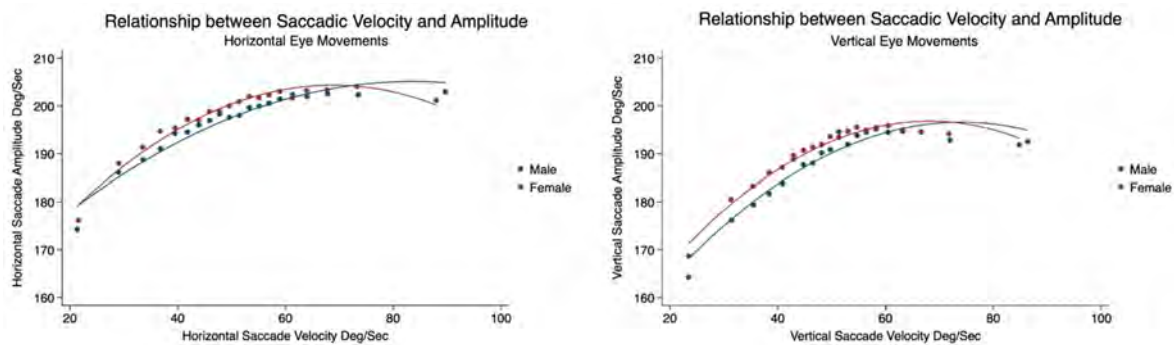 Relationship between Saccadic Velocity and Amplitude
Horizontal Eye Movements
210
200
190
180
170
160
Horizontal Saccade Amplitude Deg/Sec
20
40
60
80
100
Horizontal Saccade Velocity Deg/Sec
Male
Female
Relationship between Saccadic Velocity and Amplitude
Vertical Eye Movements
210
200
190
180
170
160
Vertical Saccade Amplitude Deg/Sec
20
40
60
80
100
Vertical Saccade Velocity Deg/Sec
Male
Female